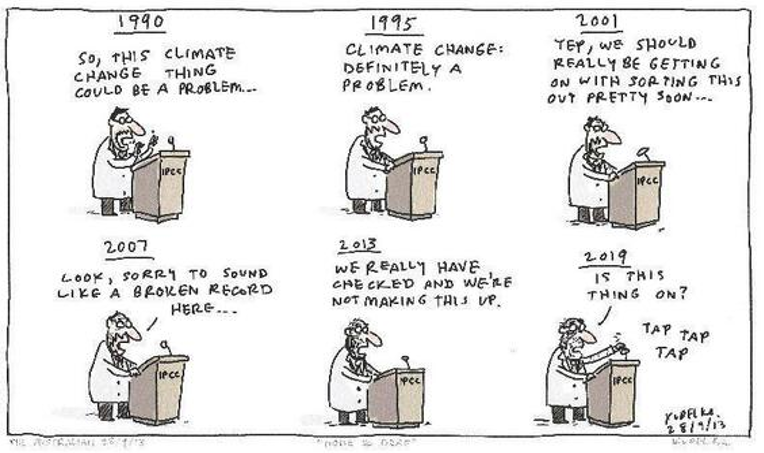 1990
SO, THIS CLIMATE
CHANGE THING
COULD BE A PROBLEM...
IPCC
1995
CLIMATE CHANGE:
DEFINITELY A
PROBLEM.
IPCC
2001
YEP, WE SHOULD
REALLY BE GETTING
ON WITH SORTING THIS
OUT PRETTY SOON...
IPCC
2007
LOOK, SORRY TO SOUND
LIKE A BROKEN RECORD
HERE...
IPCC
2013
WE REALLY HAVE
CHECKED AND WE'RE
NOT MAKING THIS UP.
IPCC
2019
IS THIS
THING ON?
TAP TAP
TAP
IPCC
KUDELKA
28/9/13
THE AUSTRALIAN 28/9/13
KUDELKA